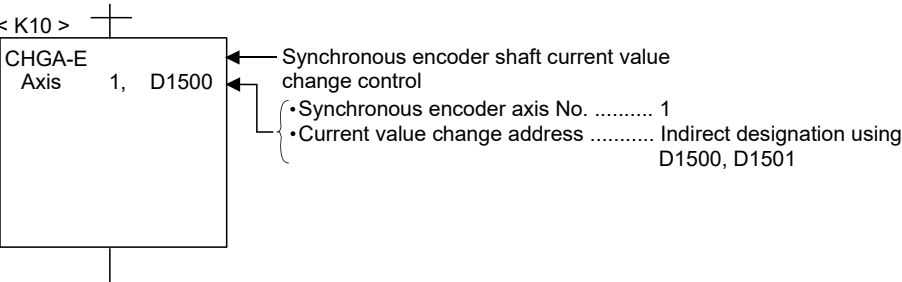 < K10 >
CHGA-E
Axis 1, D1500
Synchronous encoder shaft current value
change control
•Synchronous encoder axis No. .......... 1
•Current value change address ........... Indirect designation using
D1500, D1501